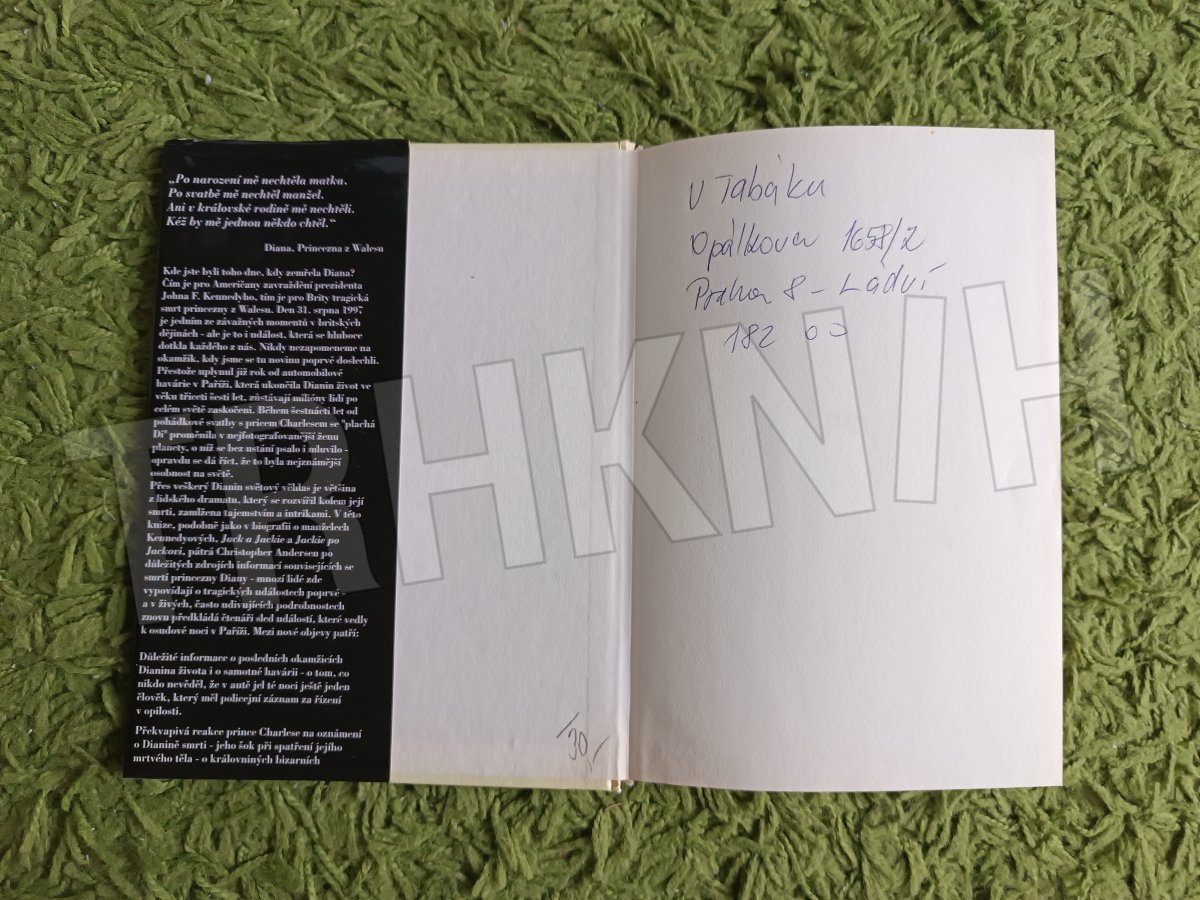 „Po narození mě nechtěla matka.
Po svatbě mě nechtěl manžel.
Ani v královské rodině mě nechtěli.
Kéž by mě jednou někdo chtěl.“
Diana, Princezna z Walesu
Kde jste byli toho dne, kdy zemřela Diana?
Čím je pro Američany zavraždění prezidenta
Johna F. Kennedyho, tím je pro Brity tragická
smrt princezny z Walesu. Den 31. srpna 1997
je jedním ze závažných momentů v britských
dějinách - ale je to i událost, která se hluboce
dotkla každého z nás. Nikdy nezapomeneme na
okamžik, kdy jsme se tu novinu poprvé doslechli.
Přestože uplynul již rok od automobilové
havárie v Paříži, která ukončila Dianin život ve
věku třiceti šesti let, zůstávají milióny lidí po
celém světě zaskočeni. Během šestnácti let od
pohádkové svatby s pricem Charlesem se "plachá
Di" proměnila v nejfotografovanější ženu
planety, o níž se bez ustání psalo i mluvilo -
opravdu se dá říct, že to byla nejznámější
osobnost na světě.
Přes veškerý Dianin světový věhlas je většina
z lidského dramatu, který se rozvířil kolem její
smrti, zamlžena tajemstvím a intrikami. V této
knize, podobně jako v biografii o manželech
Kennedyových, Jack a Jackie a Jackie po
Jackovi, pátrá Christopher Andersen po
důležitých zdrojích informací souvisejících se
smrtí princezny Diany - mnozí lidé zde
vypovídají o tragických událostech poprvé -
a v živých, často udivujících podrobnostech
znovu předkládá čtenáři sled událostí, které vedly
k osudové noci v Paříži. Mezi nové objevy patří:
Důležité informace o posledních okamžicích
Dianina života i o samotné havárii - o tom, co
nikdo nevěděl, že v autě jel té noci ještě jeden
člověk, který měl policejní záznam za řízení
v opilosti.
Překvapivá reakce prince Charlese na oznámení
o Dianině smrti - jeho šok při spatření jejího
mrtvého těla - o královniných bizarních
30,-
U Tabáku
Opálkova 1658/2
Praha 8 - Ládví
182 00
TRHKNIH